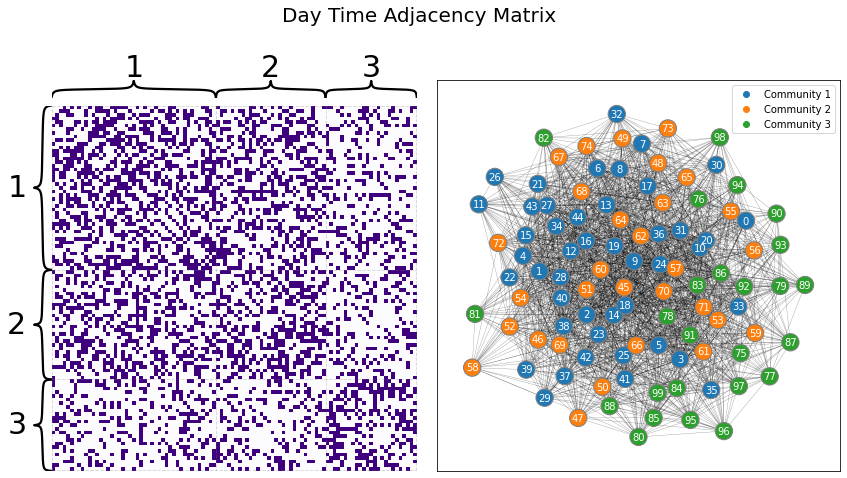 Day Time Adjacency Matrix
1 2 3
1
2
3
Community 1
Community 2
Community 3
32
73
82 74 49 7 98
67 48 30
6 8
26 21 68 17 65 94
11 43 27 13 63 76 55 90
44 64 0
34
72 15 16 19 62 36 31 20 93
12 10 56
4
22 1 28 60 9 24 57 86
54 40 51 45 70 83 92 79 89
81 18 71 33
52 2 14 78 53
38 23 91 59 87
46 69 66 5 61 75
58 42 25 3
39 37 41 97 77
29 50 99 84 35
47 88 85 95
80 96